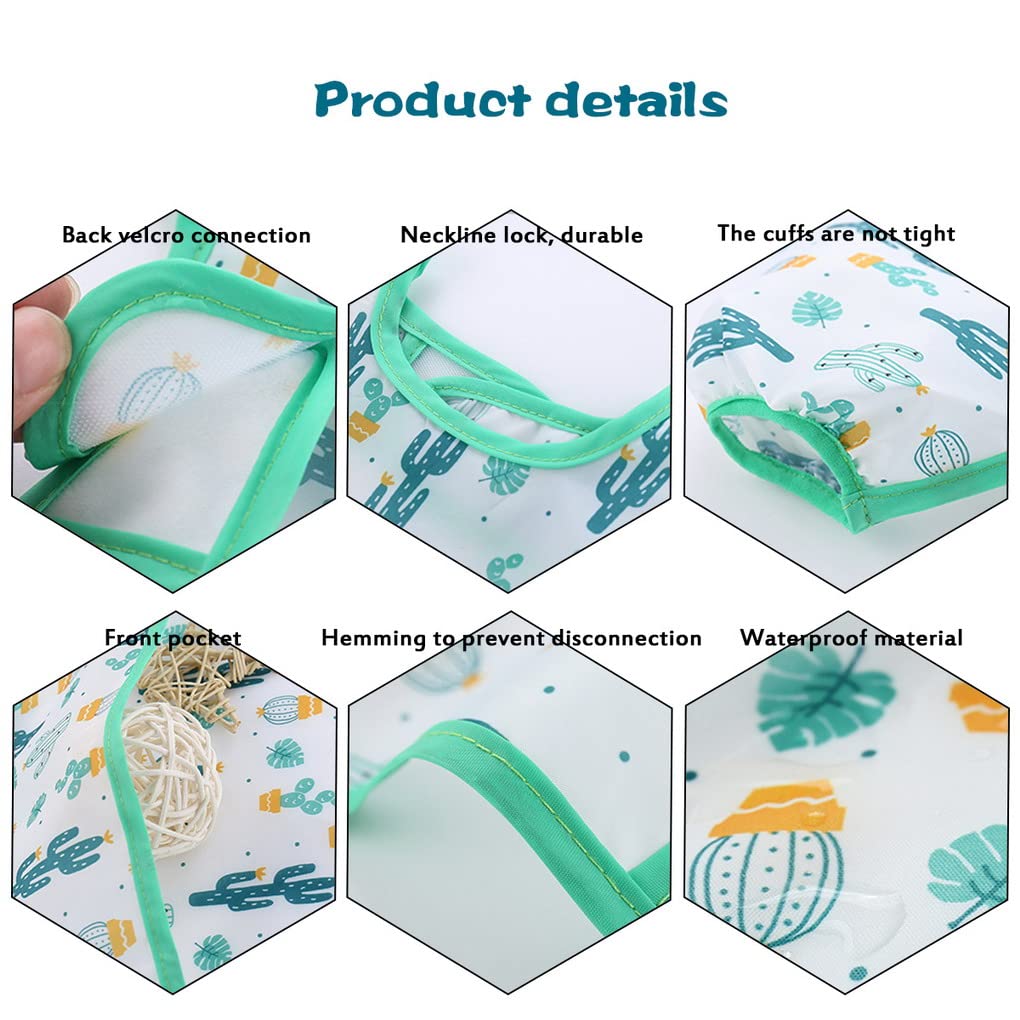 Product details
Back velcro connection
Neckline lock, durable
The cuffs are not tight
Front pocket
Hemming to prevent disconnection
Waterproof material